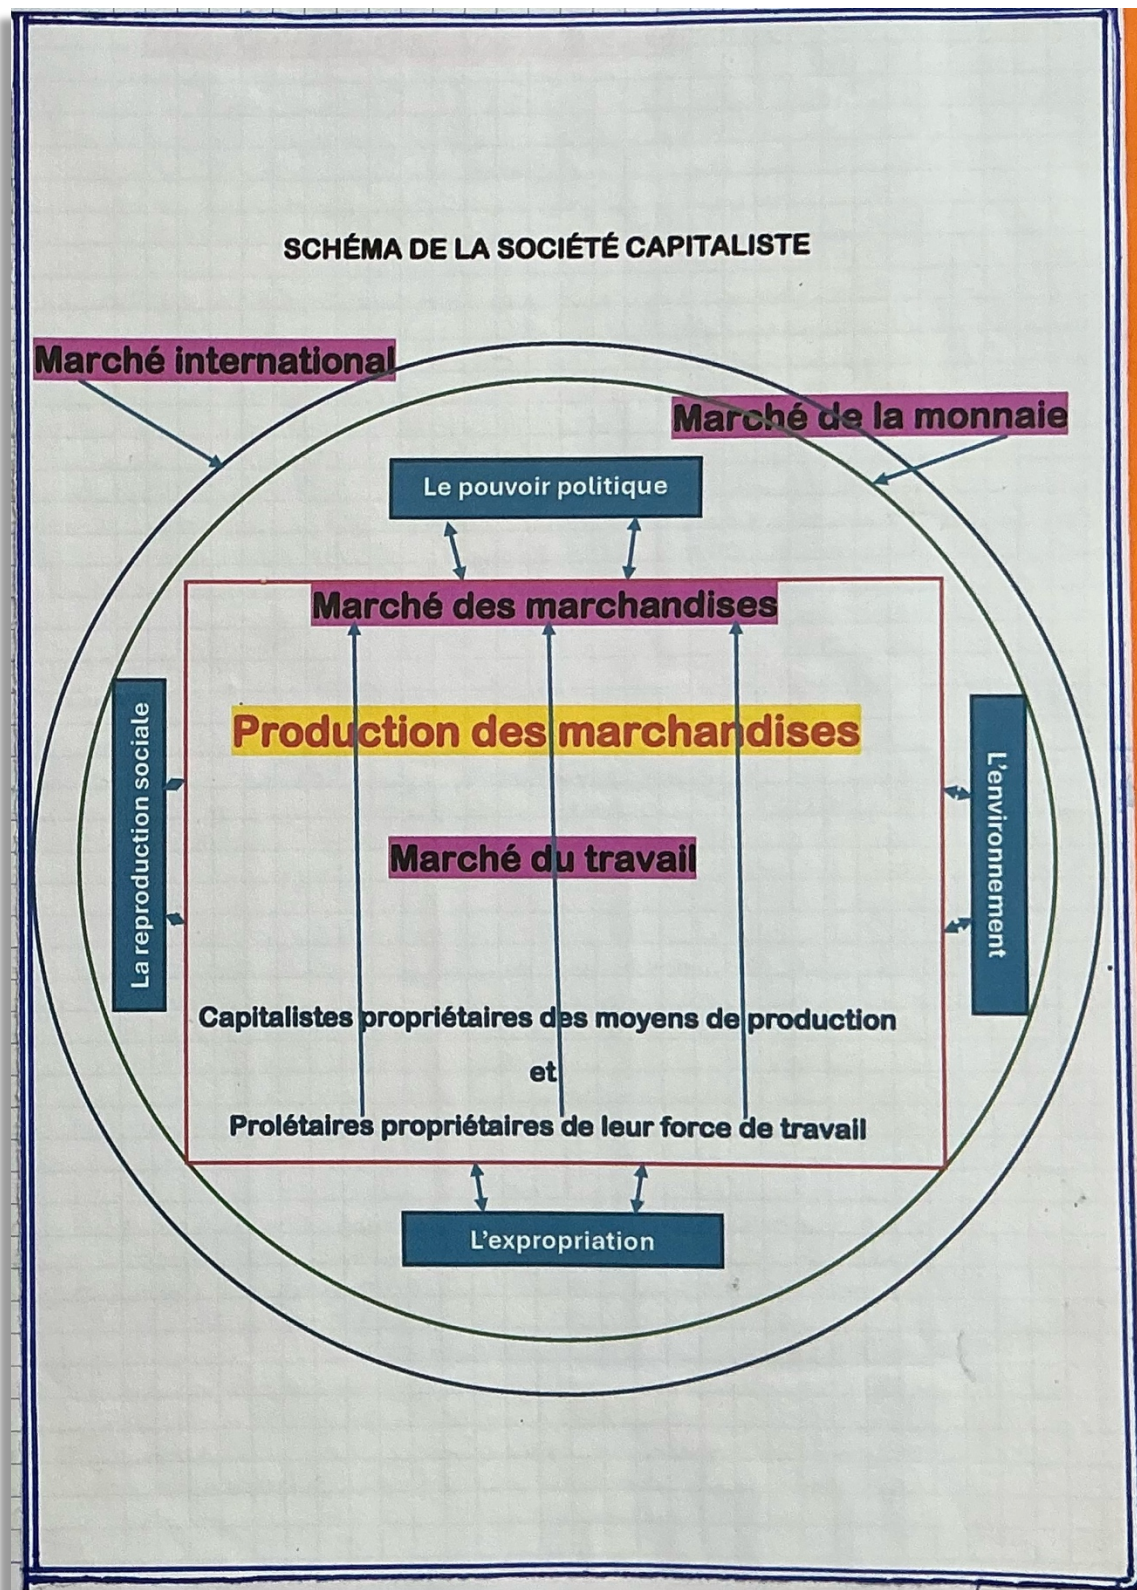 SCHÉMA DE LA SOCIÉTÉ CAPITALISTE
Marché international
Marché de la monnaie
Le pouvoir politique
Marché des marchandises
Production des marchandises
La reproduction sociale
L'environnement
Marché du travail
Capitalistes propriétaires des moyens de production
et
Prolétaires propriétaires de leur force de travail
L'expropriation